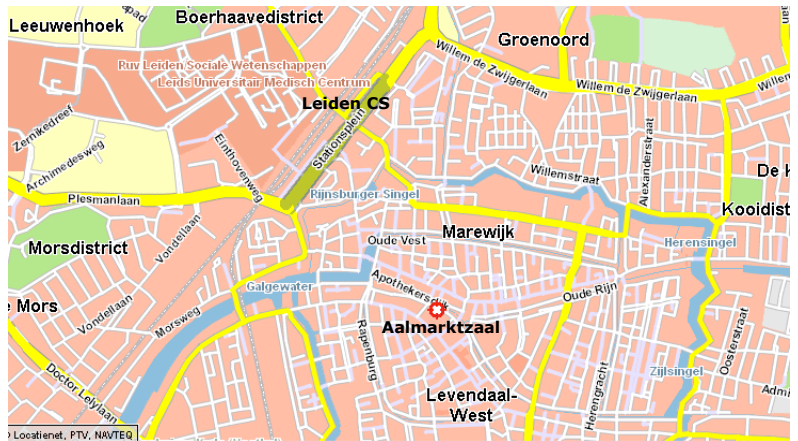 Leeuwenhoek
Boerhaavedistrict
Groenoord
Willem de Zwijgerlaan
Ruv Leiden Sociale Wetenschappen
Leids Universitair Medisch Centrum
Willem de Zwijgerlaan
Willem
Leiden CS
Zernikedreef
Archimedesweg
Einthovenweg
Stationsplein
Alexanderstraat
Willemstraat
De K
Plesmanlaan
Rijnsburger Singel
Kooidist
Morsdistrict
Vondellaan
Oude Vest
Marewijk
Herensingel
Galgewater
Apothekersdijk
Oude Rijn
e Mors
Vondellaan
Morsweg
Aalmarktzaal
Rapenburg
Oosterstraat
Doctor Lelylaan
Levendaal-
West
Herengracht
Zijlsingel
Admi
Locatienet, PTV, NAVTEQ